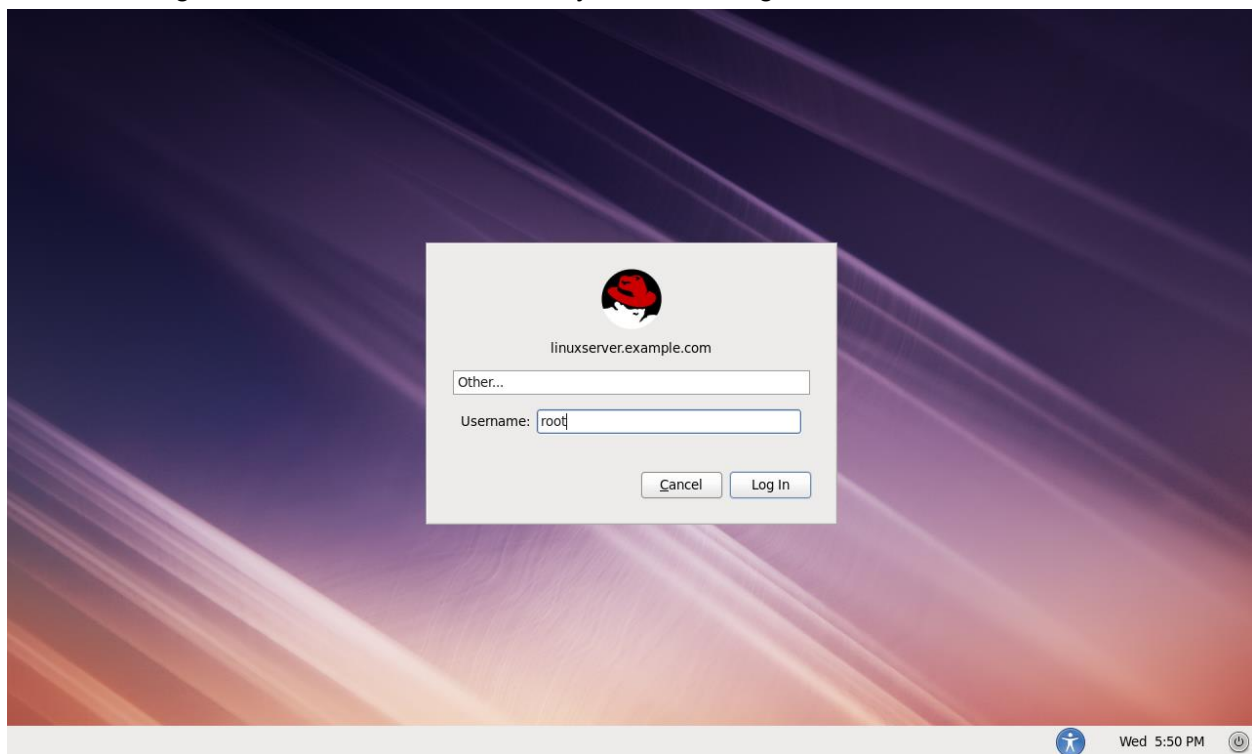 linuxserver.example.com
Other...
Username: root
Cancel Log In
Wed 5:50 PM